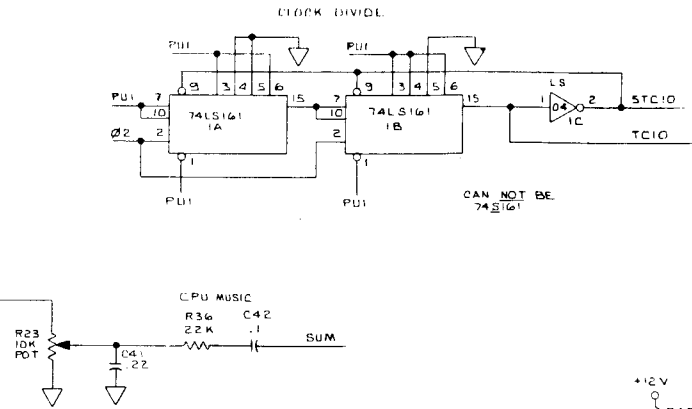 CLOCK DIVIDE
PU1
PU1
9 3 4 5 6
9 3 4 5 6
LS
PU1 7 15 7 15 1 04 2 STC10
10 74LS161 10 74LS161 1C
Ø2 2 1A 2 1B TC10
1 1
PU1 PU1
CAN NOT BE
74S161
CPU MUSIC
R36 C42
22K .1
SUM
R23
10K
POT
C41
.22
+12V